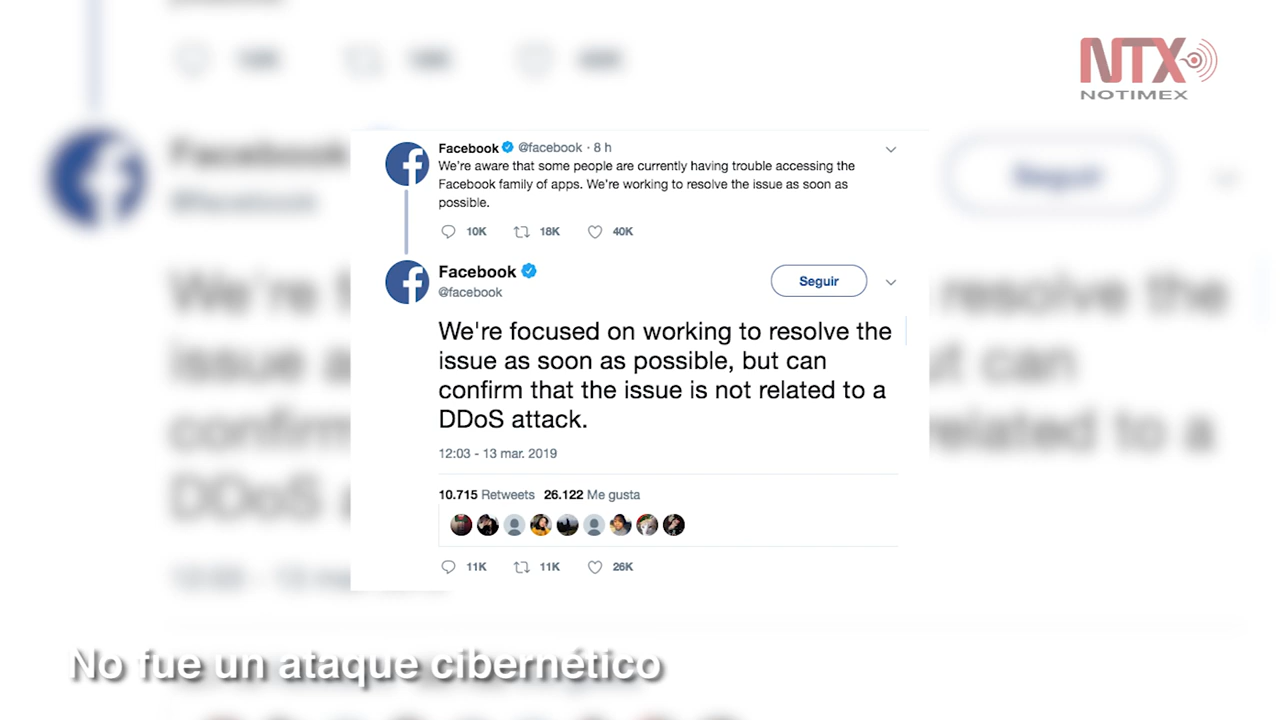 NTX
NOTIMEX
Facebook @facebook · 8 h
We're aware that some people are currently having trouble accessing the
Facebook family of apps. We're working to resolve the issue as soon as
possible.
10K 18K 40K
Facebook
@facebook
Seguir
We're focused on working to resolve the
issue as soon as possible, but can
confirm that the issue is not related to a
DDoS attack.
12:03 - 13 mar. 2019
10.715 Retweets 26.122 Me gusta
11K 11K 26K
No fue un ataque cibernético